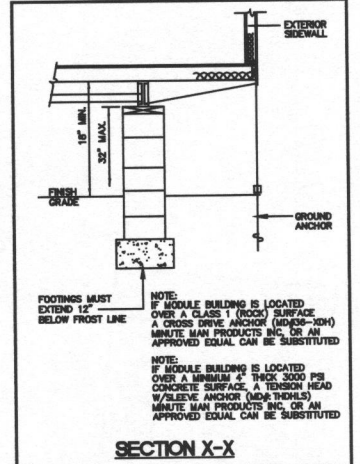 EXTERIOR
SIDEWALL
18" MIN.
32" MAX.
FINISH
GRADE
GROUND
ANCHOR
FOOTINGS MUST
EXTEND 12"
BELOW FROST LINE
NOTE:
IF MODULE BUILDING IS LOCATED
OVER A CLASS 1 (ROCK) SURFACE
A CROSS DRIVE ANCHOR (MD#36-XDH)
MINUTE MAN PRODUCTS INC, OR AN
APPROVED EQUAL CAN BE SUBSTITUTED
NOTE:
IF MODULE BUILDING IS LOCATED
OVER A MINIMUM 4" THICK 3000 PSI
CONCRETE SURFACE, A TENSION HEAD
W/SLEEVE ANCHOR (MD#: THDHLS)
MINUTE MAN PRODUCTS INC, OR AN
APPROVED EQUAL CAN BE SUBSTITUTED
SECTION X-X